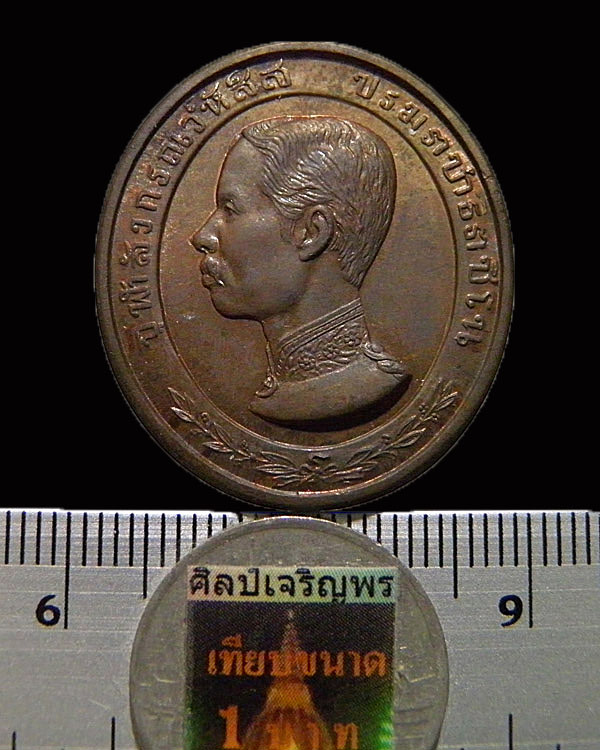 จุฬาลงกรณ์ว์หัสส์ บรมราชาธิราชิโน
6 9
ศิลป์เจริญพร
เทียบขนาด
1 บาท